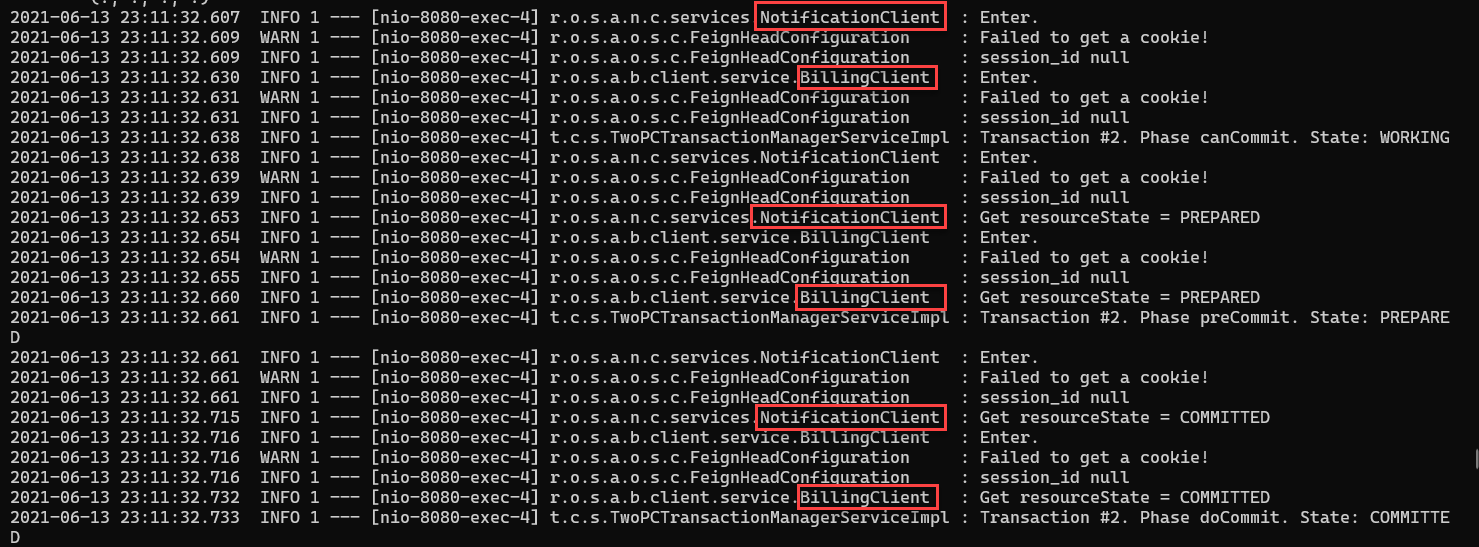 2021-06-13 23:11:32.607  INFO 1 --- [nio-8080-exec-4] r.o.s.a.n.c.services.NotificationClient  : Enter.
2021-06-13 23:11:32.609  WARN 1 --- [nio-8080-exec-4] r.o.s.a.o.s.c.FeignHeadConfiguration     : Failed to get a cookie!
2021-06-13 23:11:32.609  INFO 1 --- [nio-8080-exec-4] r.o.s.a.o.s.c.FeignHeadConfiguration     : session_id null
2021-06-13 23:11:32.630  INFO 1 --- [nio-8080-exec-4] r.o.s.a.b.client.service.BillingClient   : Enter.
2021-06-13 23:11:32.631  WARN 1 --- [nio-8080-exec-4] r.o.s.a.o.s.c.FeignHeadConfiguration     : Failed to get a cookie!
2021-06-13 23:11:32.631  INFO 1 --- [nio-8080-exec-4] r.o.s.a.o.s.c.FeignHeadConfiguration     : session_id null
2021-06-13 23:11:32.638  INFO 1 --- [nio-8080-exec-4] t.c.s.TwoPCTransactionManagerServiceImpl : Transaction #2. Phase canCommit. State: WORKING
2021-06-13 23:11:32.638  INFO 1 --- [nio-8080-exec-4] r.o.s.a.n.c.services.NotificationClient  : Enter.
2021-06-13 23:11:32.639  WARN 1 --- [nio-8080-exec-4] r.o.s.a.o.s.c.FeignHeadConfiguration     : Failed to get a cookie!
2021-06-13 23:11:32.639  INFO 1 --- [nio-8080-exec-4] r.o.s.a.o.s.c.FeignHeadConfiguration     : session_id null
2021-06-13 23:11:32.653  INFO 1 --- [nio-8080-exec-4] r.o.s.a.n.c.services.NotificationClient  : Get resourceState = PREPARED
2021-06-13 23:11:32.654  INFO 1 --- [nio-8080-exec-4] r.o.s.a.b.client.service.BillingClient   : Enter.
2021-06-13 23:11:32.654  WARN 1 --- [nio-8080-exec-4] r.o.s.a.o.s.c.FeignHeadConfiguration     : Failed to get a cookie!
2021-06-13 23:11:32.655  INFO 1 --- [nio-8080-exec-4] r.o.s.a.o.s.c.FeignHeadConfiguration     : session_id null
2021-06-13 23:11:32.660  INFO 1 --- [nio-8080-exec-4] r.o.s.a.b.client.service.BillingClient   : Get resourceState = PREPARED
2021-06-13 23:11:32.661  INFO 1 --- [nio-8080-exec-4] t.c.s.TwoPCTransactionManagerServiceImpl : Transaction #2. Phase preCommit. State: PREPARE
D
2021-06-13 23:11:32.661  INFO 1 --- [nio-8080-exec-4] r.o.s.a.n.c.services.NotificationClient  : Enter.
2021-06-13 23:11:32.661  WARN 1 --- [nio-8080-exec-4] r.o.s.a.o.s.c.FeignHeadConfiguration     : Failed to get a cookie!
2021-06-13 23:11:32.661  INFO 1 --- [nio-8080-exec-4] r.o.s.a.o.s.c.FeignHeadConfiguration     : session_id null
2021-06-13 23:11:32.715  INFO 1 --- [nio-8080-exec-4] r.o.s.a.n.c.services.NotificationClient  : Get resourceState = COMMITTED
2021-06-13 23:11:32.716  INFO 1 --- [nio-8080-exec-4] r.o.s.a.b.client.service.BillingClient   : Enter.
2021-06-13 23:11:32.716  WARN 1 --- [nio-8080-exec-4] r.o.s.a.o.s.c.FeignHeadConfiguration     : Failed to get a cookie!
2021-06-13 23:11:32.716  INFO 1 --- [nio-8080-exec-4] r.o.s.a.o.s.c.FeignHeadConfiguration     : session_id null
2021-06-13 23:11:32.732  INFO 1 --- [nio-8080-exec-4] r.o.s.a.b.client.service.BillingClient   : Get resourceState = COMMITTED
2021-06-13 23:11:32.733  INFO 1 --- [nio-8080-exec-4] t.c.s.TwoPCTransactionManagerServiceImpl : Transaction #2. Phase doCommit. State: COMMITTE
D